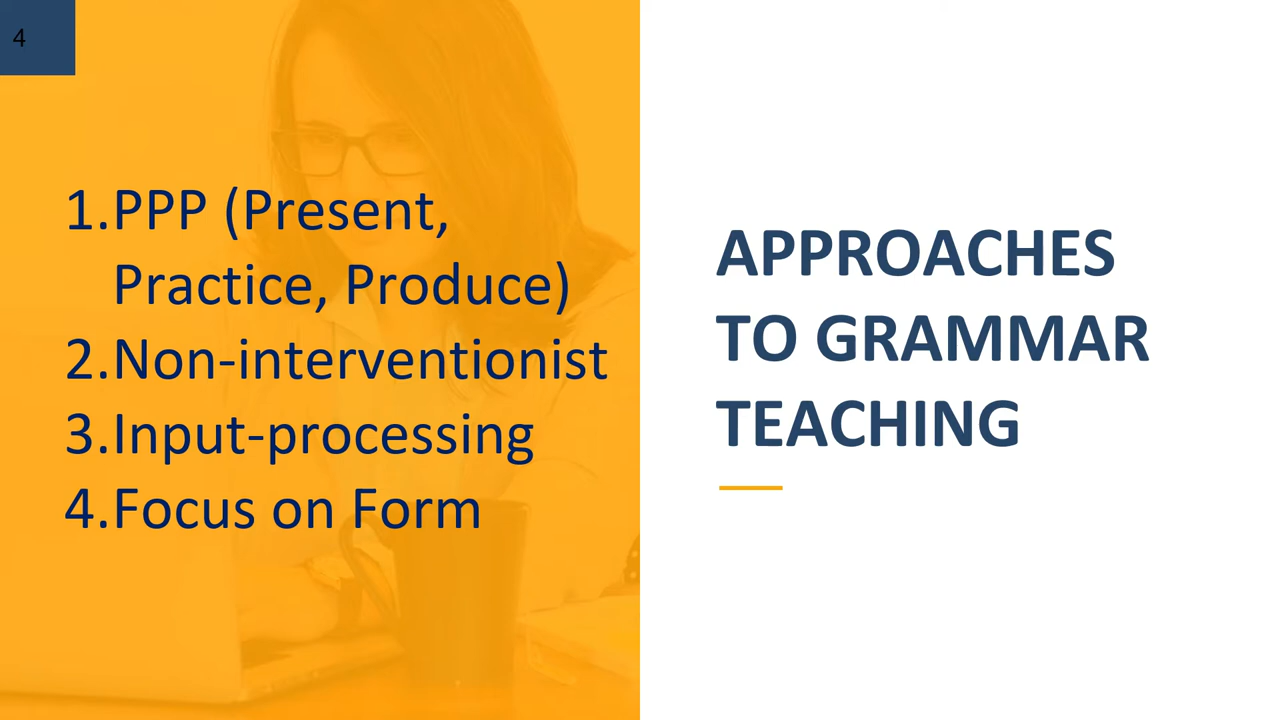 4
1.PPP (Present,
Practice, Produce)
2.Non-interventionist
3.Input-processing
4.Focus on Form
APPROACHES
TO GRAMMAR
TEACHING